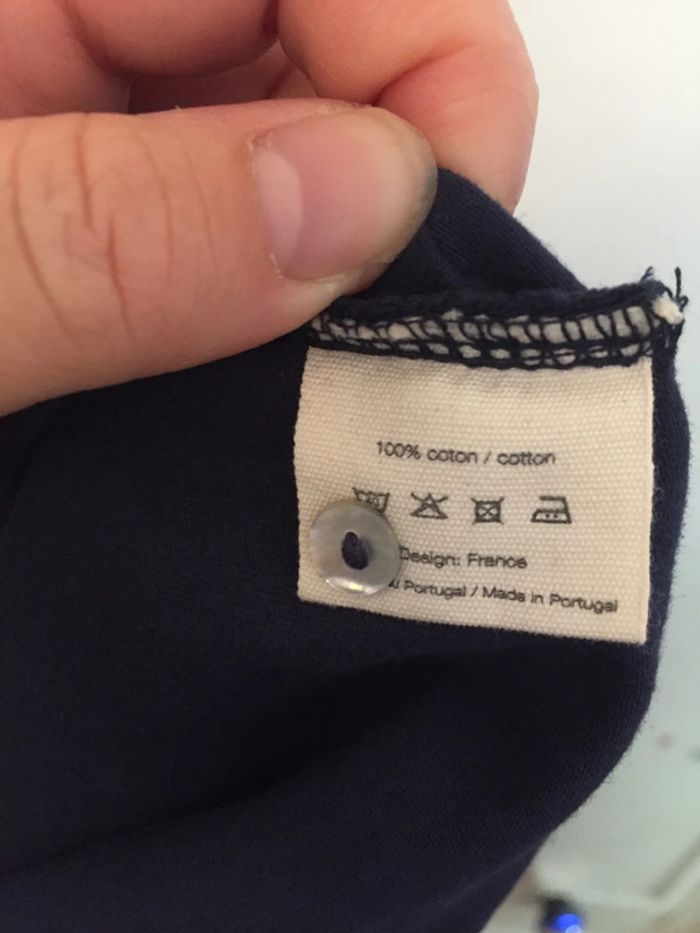 100% coton / cotton
Design: France
Portugal / Made in Portugal